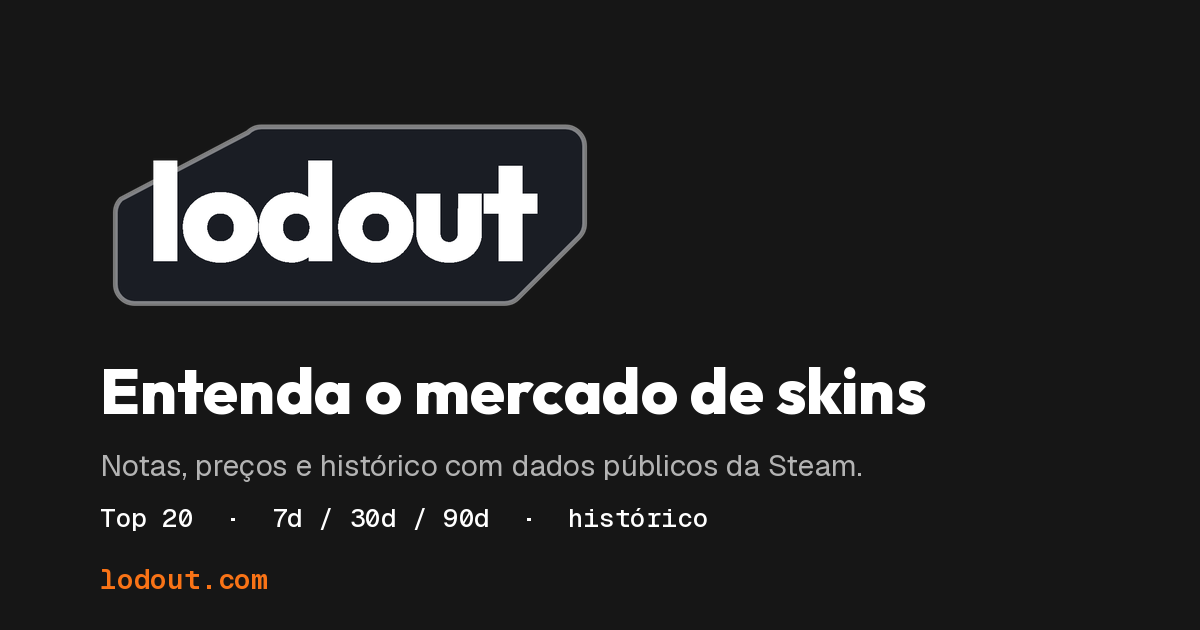 lodout
Entenda o mercado de skins
Notas, preços e histórico com dados públicos da Steam.
Top 20 · 7d / 30d / 90d · histórico
lodout.com